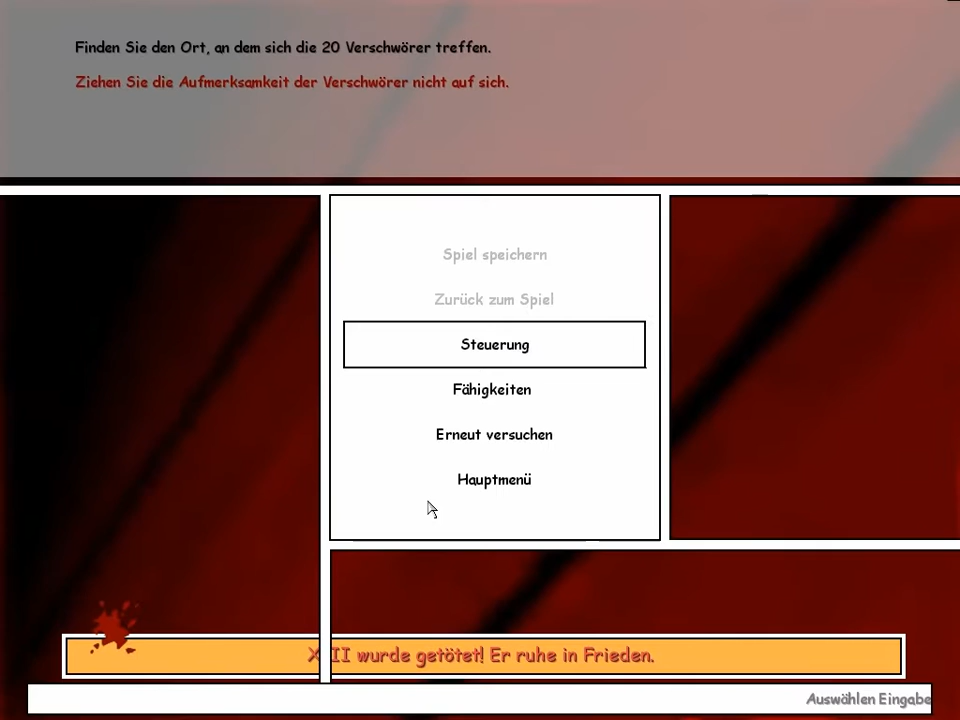 Finden Sie den Ort, an dem sich die 20 Verschwörer treffen.
Ziehen Sie die Aufmerksamkeit der Verschwörer nicht auf sich.
Spiel speichern
Zurück zum Spiel
Steuerung
Fähigkeiten
Erneut versuchen
Hauptmenü
XIII wurde getötet! Er ruhe in Frieden.
Auswählen Eingabe